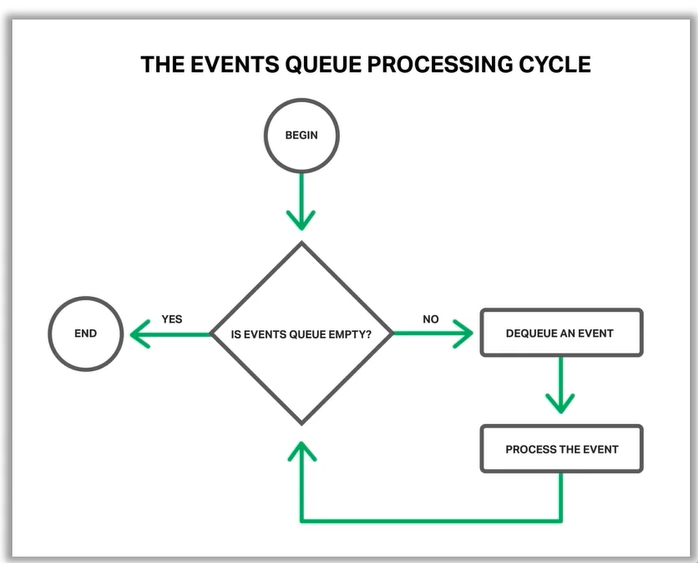 THE EVENTS QUEUE PROCESSING CYCLE
BEGIN
END
YES
IS EVENTS QUEUE EMPTY?
NO
DEQUEUE AN EVENT
PROCESS THE EVENT